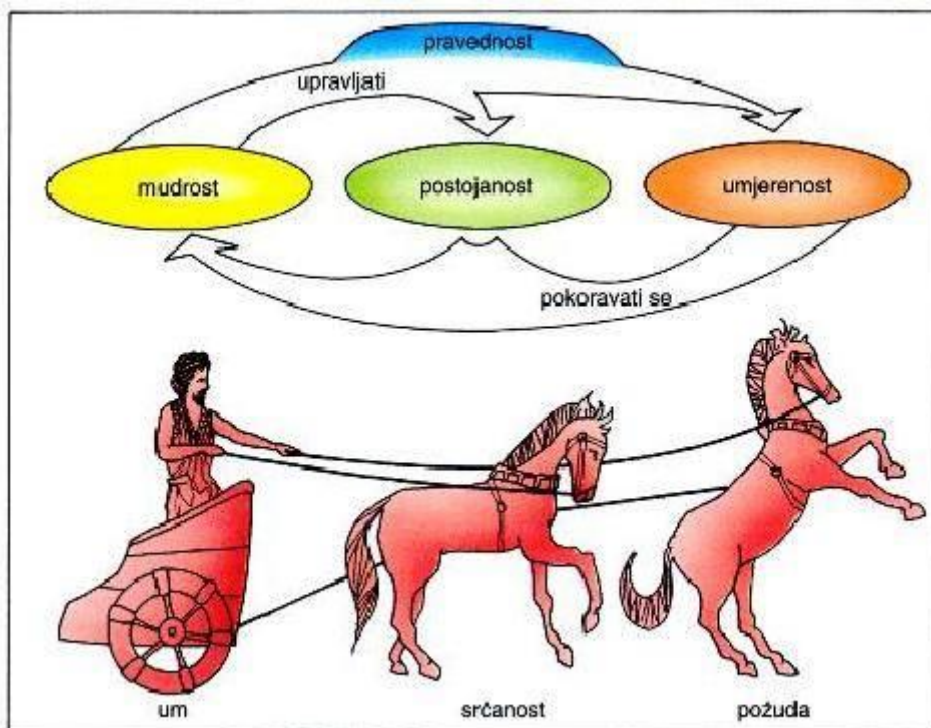 pravednost
upravljati
mudrost
postojanost
umjerenost
pokoravati se
um
srčanost
požuda